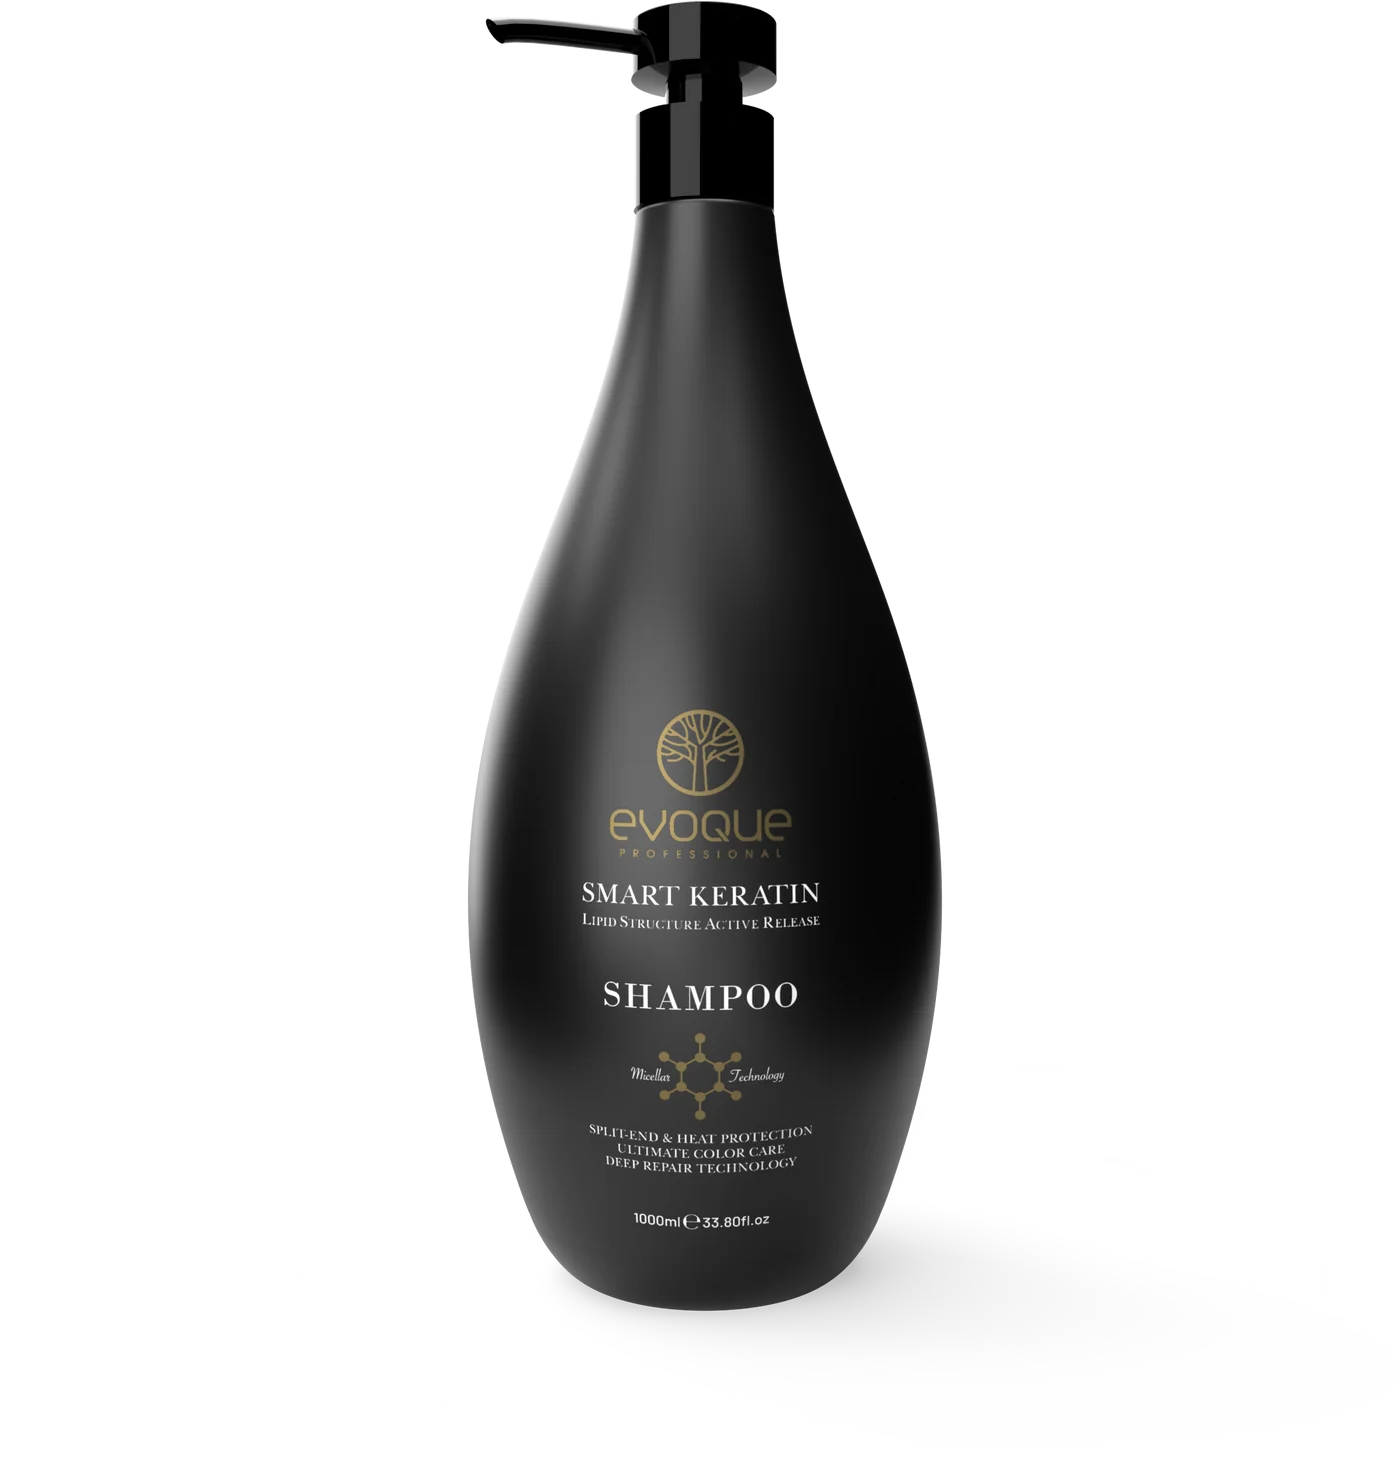 evoque
PROFESSIONAL
SMART KERATIN
LIPID STRUCTURE ACTIVE RELEASE
SHAMPOO
Micellar Technology
SPLIT-END & HEAT PROTECTION
ULTIMATE COLOR CARE
DEEP REPAIR TECHNOLOGY
1000ml ℮ 33.80fl.oz